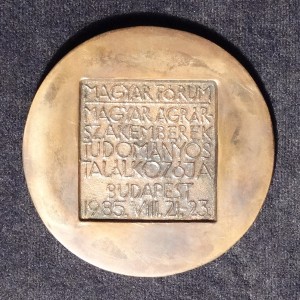 MAGYAR FÓRUM
MAGYAR AGRÁR
SZAKEMBEREK
TUDOMÁNYOS
TALÁLKOZÓJA
BUDAPEST
1985. VIII. 21. 23.